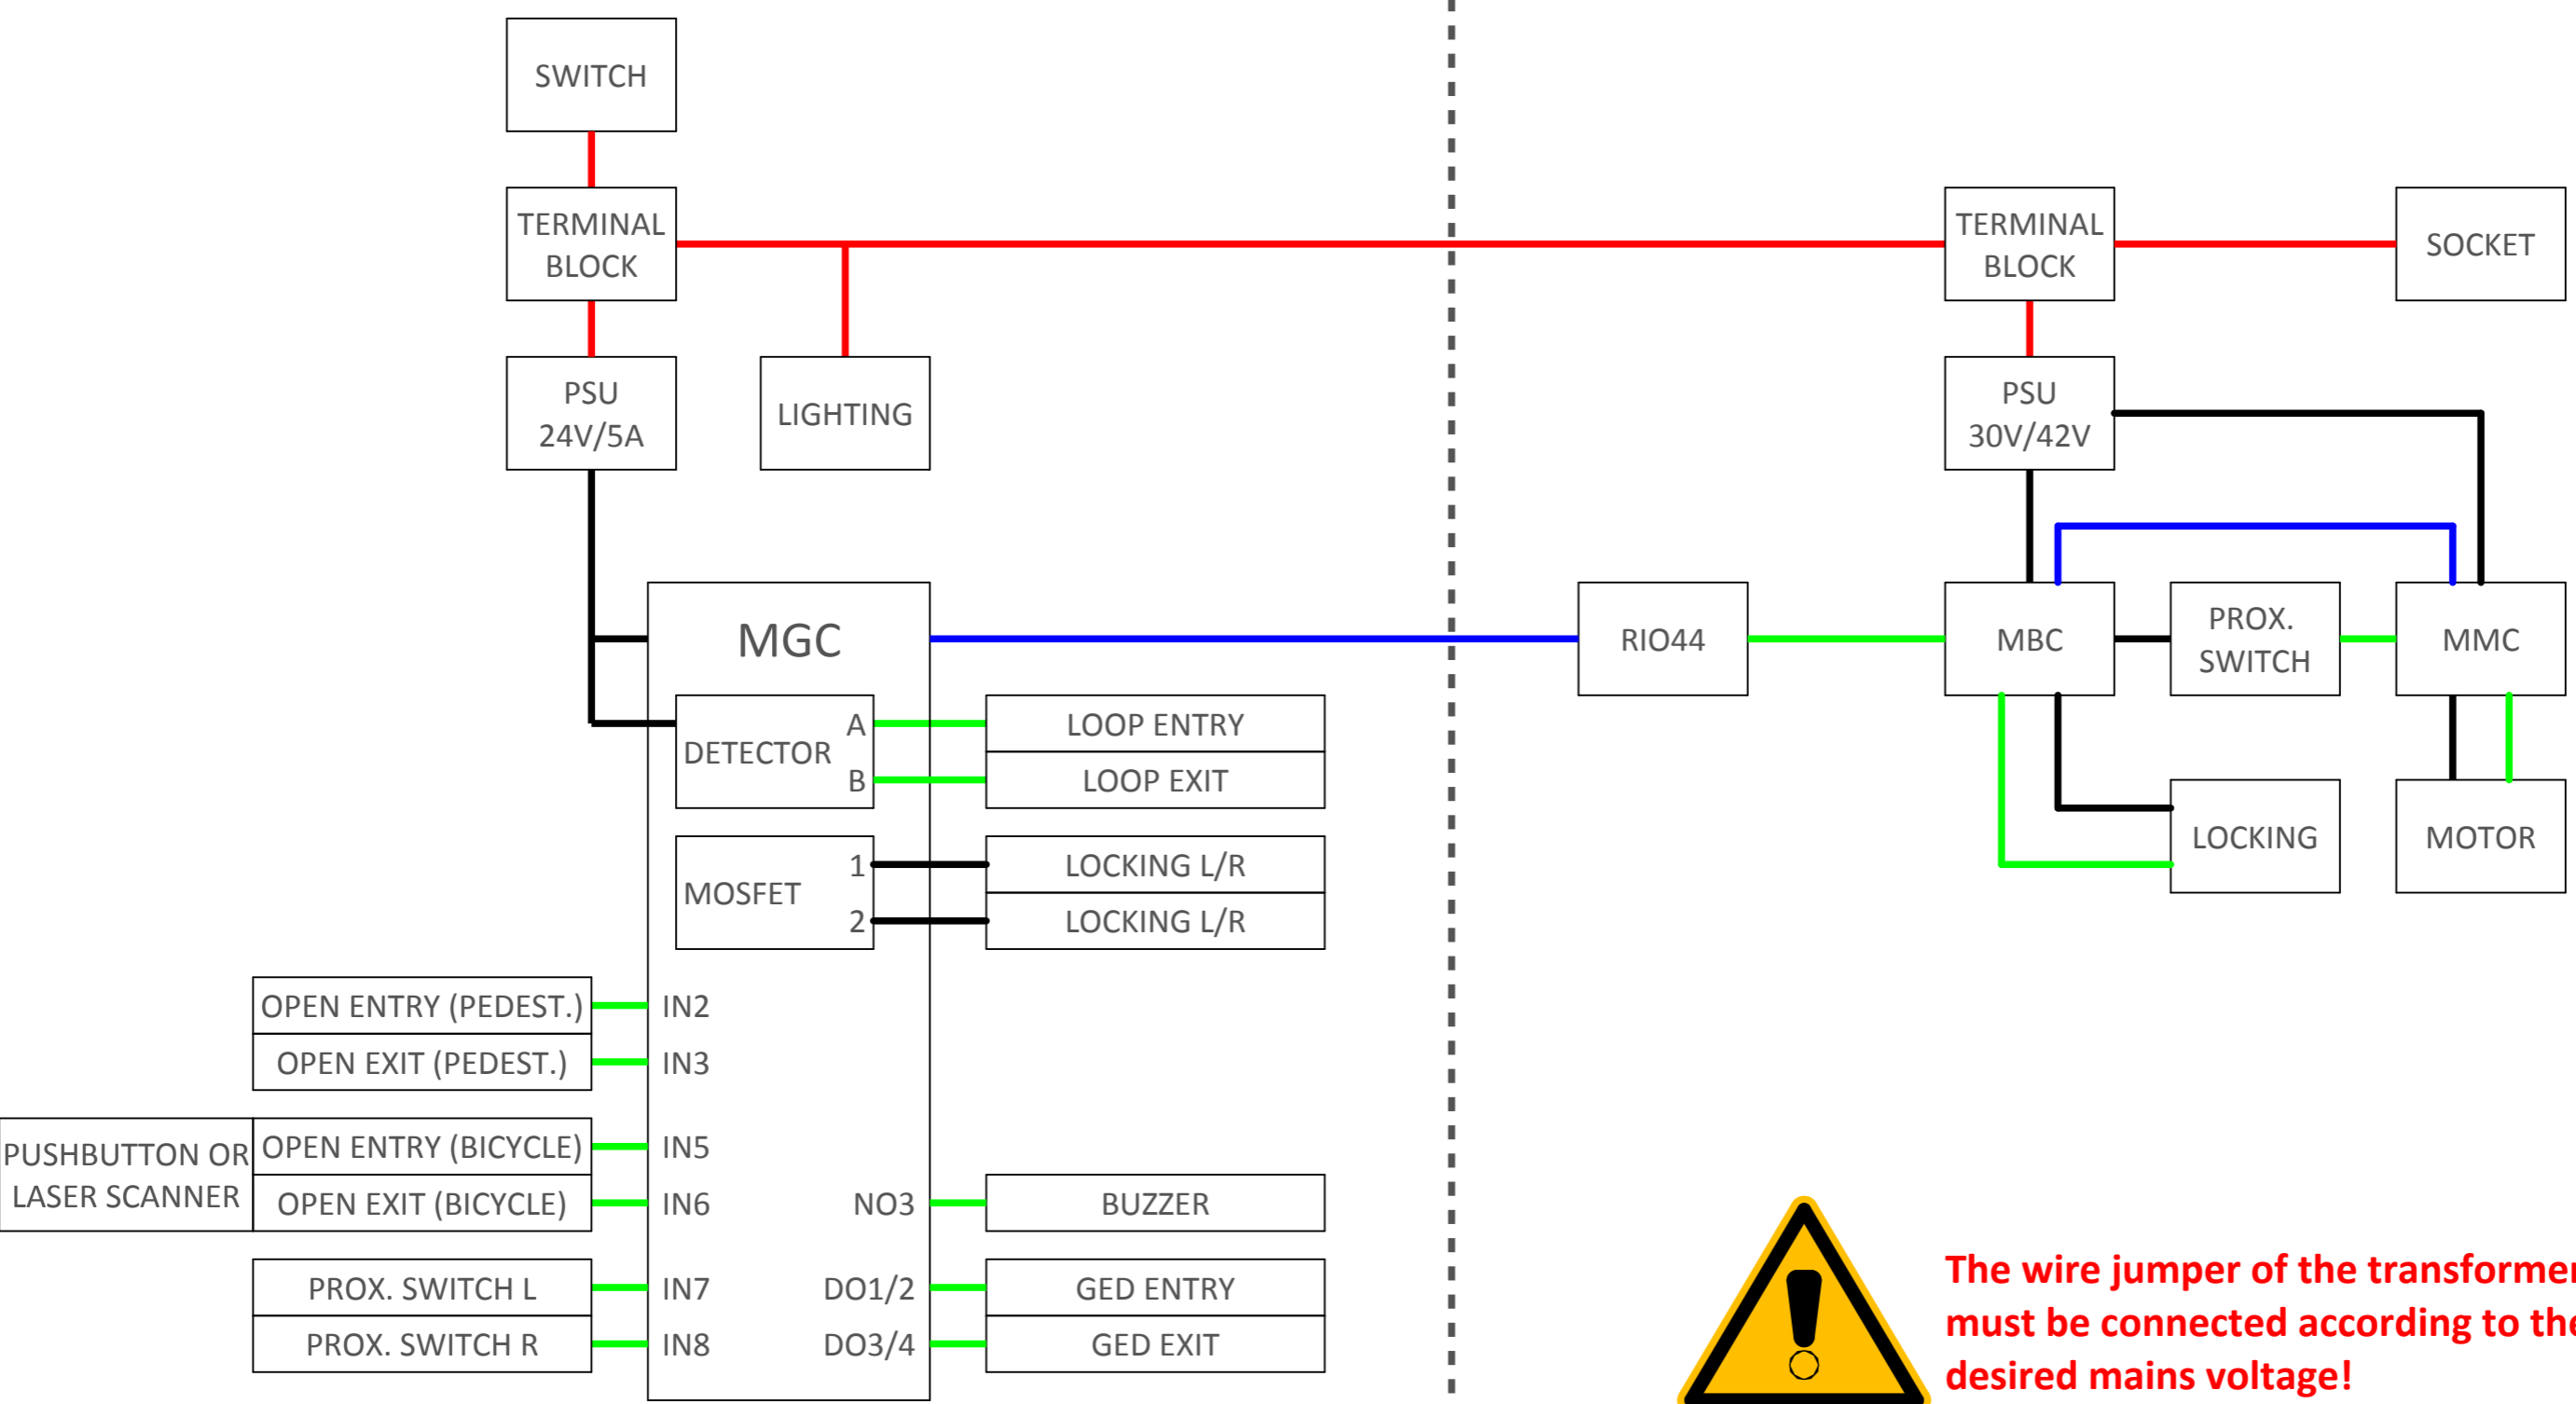 SWITCH
TERMINAL
BLOCK
TERMINAL
BLOCK
SOCKET
PSU
24V/5A
LIGHTING
PSU
30V/42V
MGC
RIO44
MBC
PROX.
SWITCH
MMC
DETECTOR
A
B
LOOP ENTRY
LOOP EXIT
MOSFET
1
2
LOCKING L/R
LOCKING L/R
LOCKING
MOTOR
OPEN ENTRY (PEDEST.)
IN2
OPEN EXIT (PEDEST.)
IN3
PUSHBUTTON OR
LASER SCANNER
OPEN ENTRY (BICYCLE)
IN5
OPEN EXIT (BICYCLE)
IN6
NO3
BUZZER
PROX. SWITCH L
IN7
DO1/2
GED ENTRY
PROX. SWITCH R
IN8
DO3/4
GED EXIT
The wire jumper of the transformer
must be connected according to the
desired mains voltage!